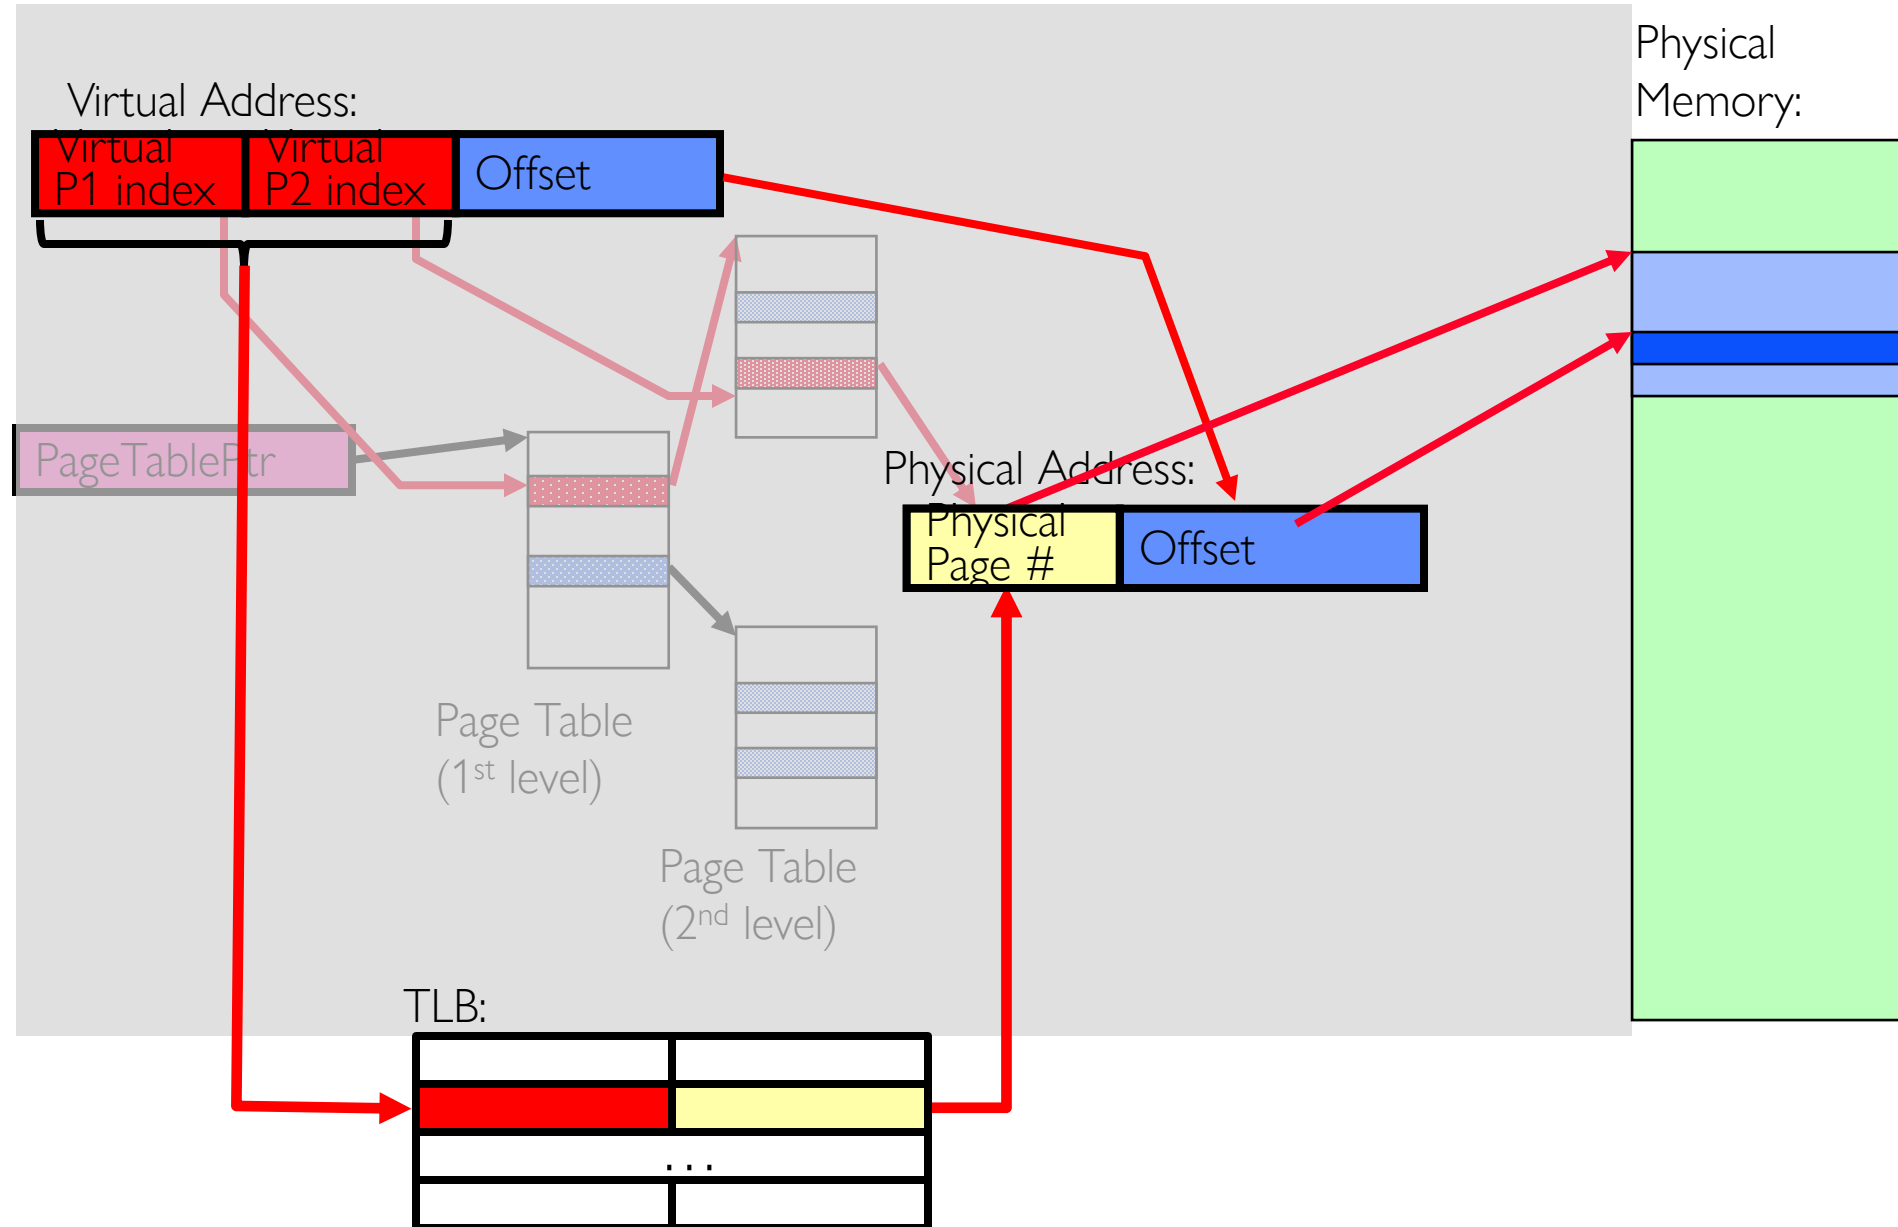 Physical
Memory:
Virtual Address:
Virtual
P1 index
Virtual
P2 index
Offset
PageTablePtr
Physical Address:
Physical
Page #
Offset
Page Table
(1st level)
Page Table
(2nd level)
TLB:
...